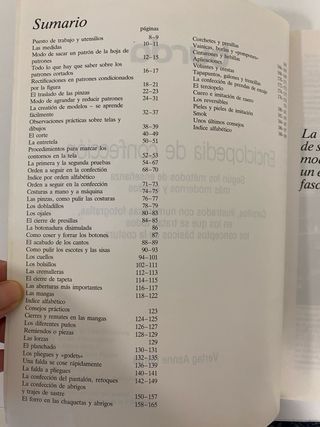 Sumario
páginas
Puesto de trabajo y utensilios 8–9
Las medidas 10–11
Modo de sacar un patrón de la hoja de
patrones 12–15
Todo lo que hay que saber sobre los
patrones cortados 16–17
Rectificaciones en patrones condicionados
por la figura 18–21
El traslado de las pinzas 22–23
Modo de agrandar y reducir patrones 24–31
La creación de modelos – se aprende
fácilmente 32–37
Observaciones prácticas sobre telas y
dibujos 38–39
El corte 40–49
La entretela 50–51
Procedimientos para marcar los
contornos en la tela 52–53
La primera y la segunda prueba 54–67
Orden a seguir en la confección 68–70
Indice por orden alfabético
Orden a seguir en la confección 71–73
Costuras a mano y a máquina 74–75
Las pinzas, como pulir las costuras 76–77
Los dobladillos 78–79
Los ojales 80–83
El cierre de presillas 84–85
La botonadura disimulada 86
Como coser y forrar los botones 87
El acabado de los cantos 88–89
Como pulir los escotes y las sisas 90–93
Los cuellos 94–101
Los bolsillos 102–111
Las cremalleras 112–113
El cierre de tapeta 114–115
Las aberturas más importantes 116–117
Las mangas 118–122
Indice alfabético
Consejos prácticos 123
Cierres y remates en las mangas 124–125
Los diferentes puños 126–127
Remiendos o piezas 128–129
Las lorzas 129
El planchado 130–131
Los pliegues y «godets» 132–135
Una falda se cose rápidamente 136–139
La falda a pliegues 140–141
La confección del pantalón, retoques 142–149
La confección de abrigos
y trajes de sastre 150–157
El forro en las chaquetas y abrigos 158–165
Corchetes y presillas
Vainicas, borlas y «pompones»
Cinturones y hebillas
Aplicaciones
Volantes y cintas
Tapapuntos, galones y trencillas
La confección de prendas de
El terciopelo
Cuero e imitación de cuero
Los reversibles
Pieles y pieles de imitación
Smok
Unos últimos consejos
Indice alfabético
Enciclopedia de confección
Verlag Aenne
La
de s
mod
un e
fasc